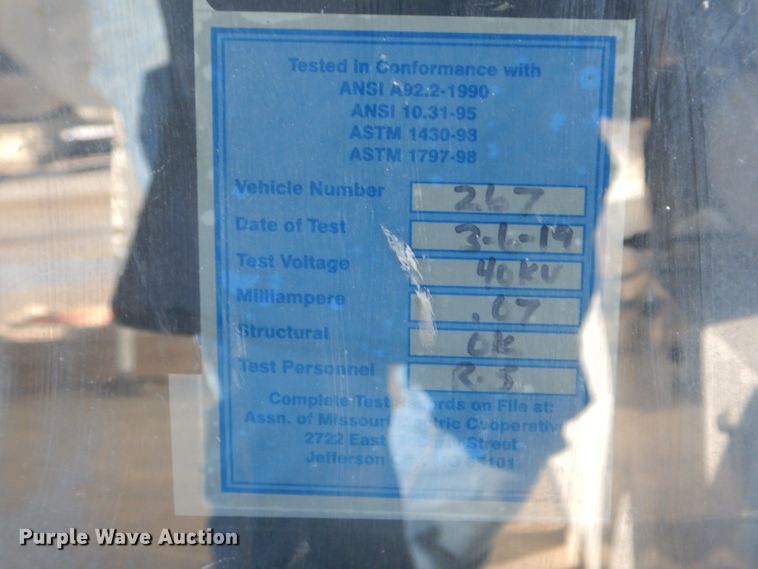 Tested in Conformance with
ANSI A92.2-1990
ANSI 10.31-95
ASTM 1430-93
ASTM 1797-98
Vehicle Number 267
Date of Test 3-6-19
Test Voltage 40KV
Milliampere .07
Structural OK
Test Personnel R.S
Complete Test on File at:
Assn. of Missouri
2722 East Street
Jefferson
Purple Wave Auction